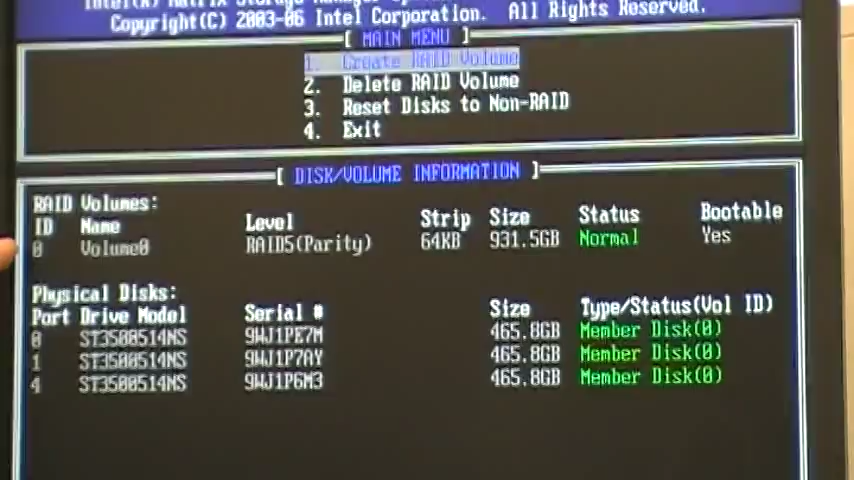 Intel(R) Matrix Storage Manager
Copyright(C) 2003-06 Intel Corporation. All Rights Reserved.
[ MAIN MENU ]
1. Create RAID Volume
2. Delete RAID Volume
3. Reset Disks to Non-RAID
4. Exit
[ DISK/VOLUME INFORMATION ]
RAID Volumes:
ID Name Level Strip Size Status Bootable
0 Volume0 RAID5(Parity) 64KB 931.5GB Normal Yes
Physical Disks:
Port Drive Model Serial # Size Type/Status(Vol ID)
0 ST3500514NS 9WJ1PE7M 465.8GB Member Disk(0)
1 ST3500514NS 9WJ1P7AY 465.8GB Member Disk(0)
4 ST3500514NS 9WJ1P6M3 465.8GB Member Disk(0)